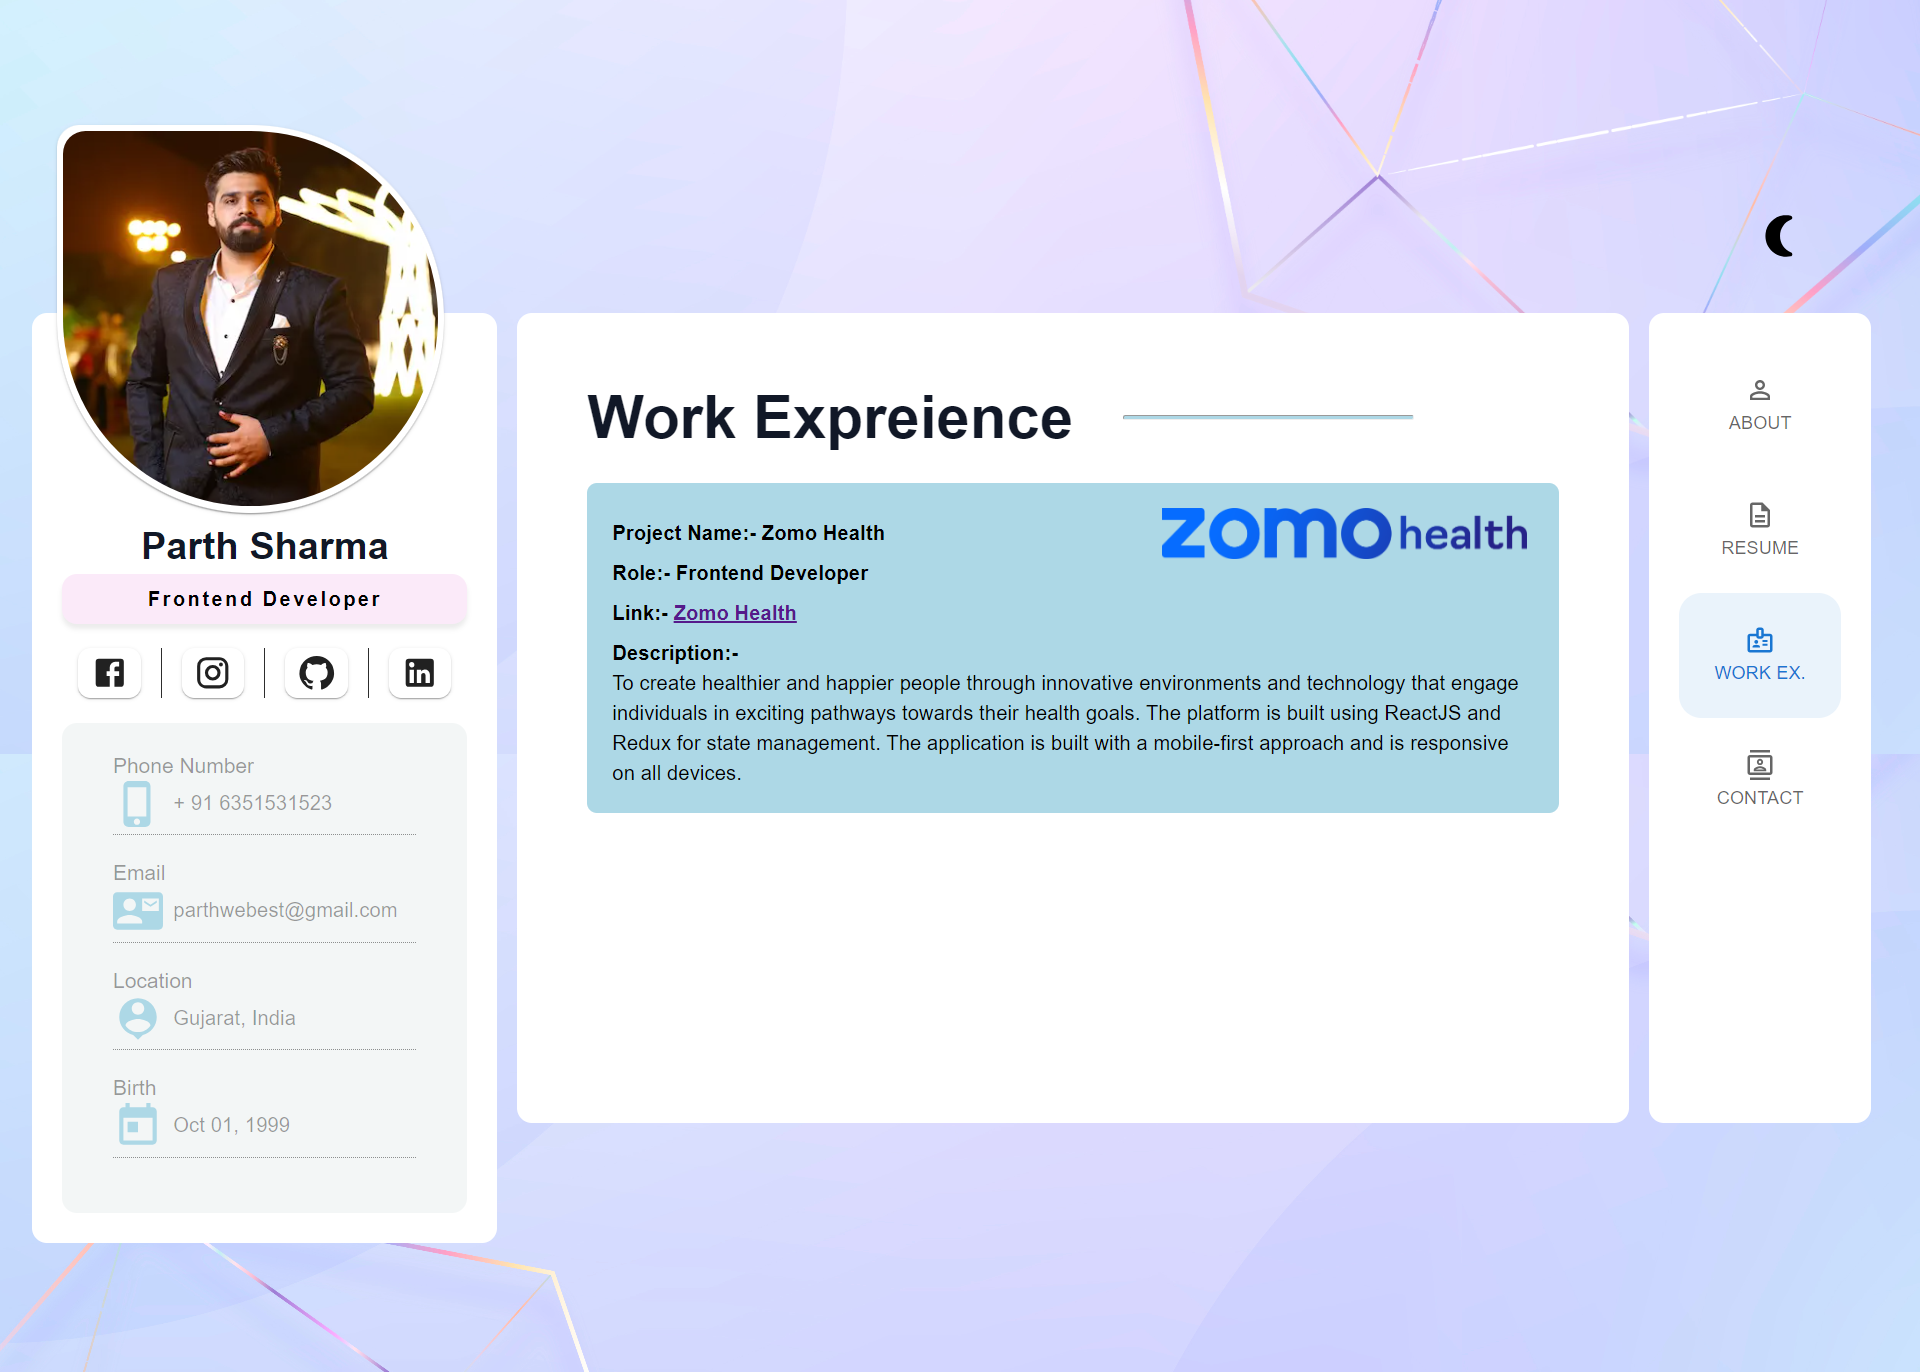 Parth Sharma
Frontend Developer
Phone Number
+ 91 6351531523
Email
parthwebest@gmail.com
Location
Gujarat, India
Birth
Oct 01, 1999
Work Expreience
zomo health
Project Name:- Zomo Health
Role:- Frontend Developer
Link:- Zomo Health
Description:-
To create healthier and happier people through innovative environments and technology that engage
individuals in exciting pathways towards their health goals. The platform is built using ReactJS and
Redux for state management. The application is built with a mobile-first approach and is responsive
on all devices.
ABOUT
RESUME
WORK EX.
CONTACT